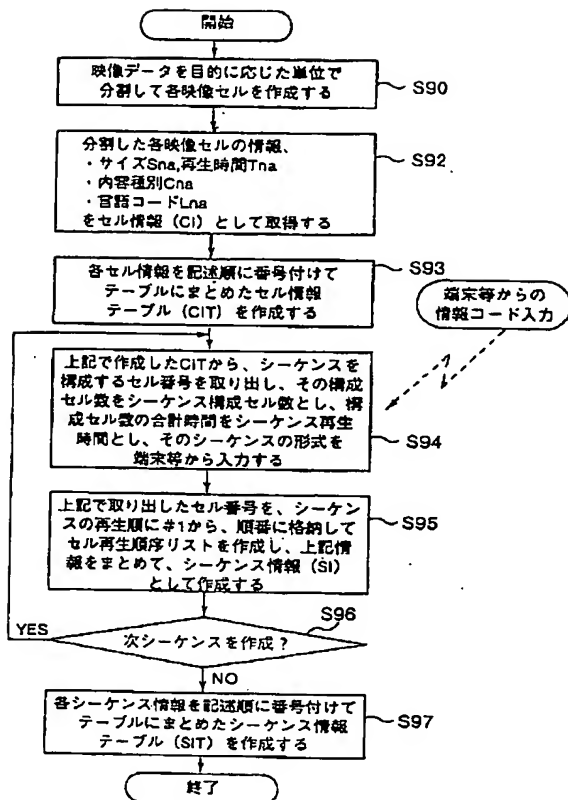 開始
映像データを目的に応じた単位で
分割して各映像セルを作成する
S90
分割した各映像セルの情報、
・サイズSna,再生時間Tna
・内容種別Cna
・言語コードLna
をセル情報（CI）として取得する
S92
各セル情報を記述順に番号付けて
テーブルにまとめたセル情報
テーブル（CIT）を作成する
S93
端末等からの
情報コード入力
上記で作成したCITから、シーケンスを
構成するセル番号を取り出し、その構成
セル数をシーケンス構成セル数とし、構
成セル数の合計時間をシーケンス再生
時間とし、そのシーケンスの形式を
端末等から入力する
S94
上記で取り出したセル番号を、シーケン
スの再生順に#1から、順番に格納して
セル再生順序リストを作成し、上記情
報をまとめて、シーケンス情報（SI）
として作成する
S95
S96
YES
次シーケンスを作成？
NO
各シーケンス情報を記述順に番号付けて
テーブルにまとめたシーケンス情報
テーブル（SIT）を作成する
S97
終了